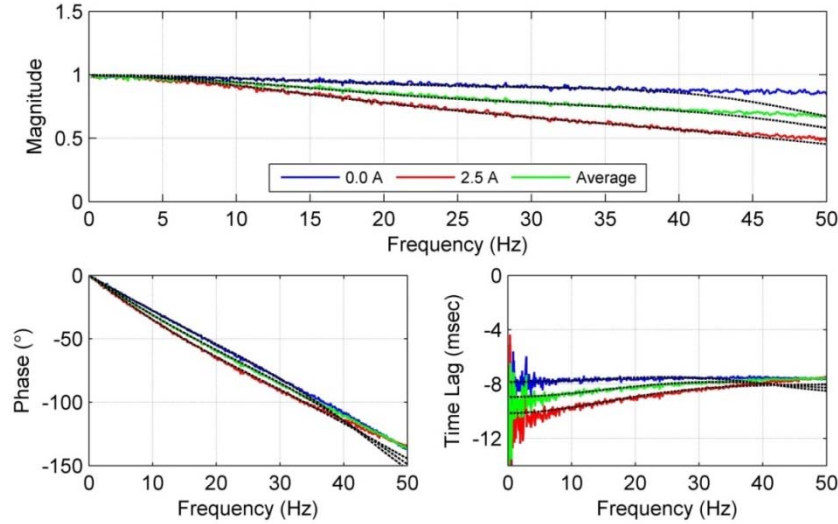 Magnitude
1.5
1
0.5
0
0.0 A 2.5 A Average
0 5 10 15 20 25 30 35 40 45 50
Frequency (Hz)
Phase (°)
0
-50
-100
-150
0 10 20 30 40 50
Frequency (Hz)
Time Lag (msec)
0
-4
-8
-12
0 10 20 30 40 50
Frequency (Hz)